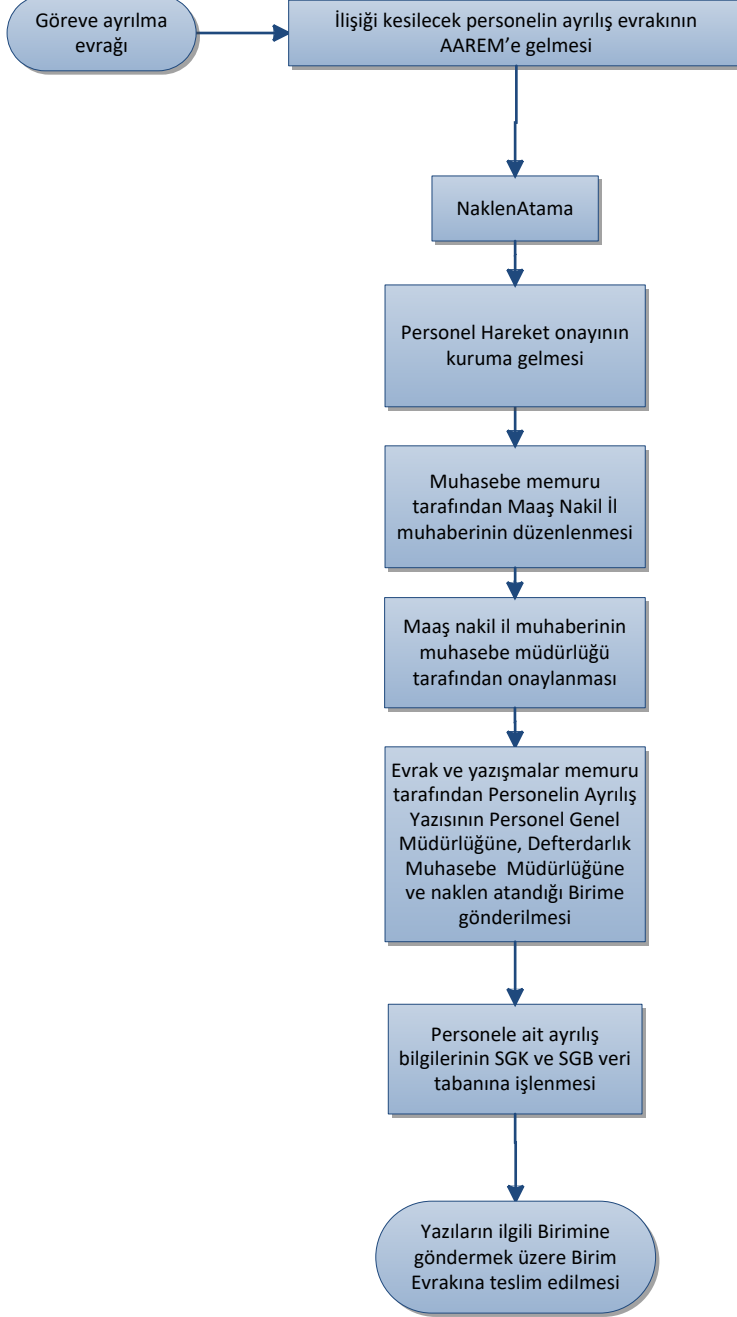 Göreve ayrılma
evrağı
İlişiği kesilecek personelin ayrılış evrakının
AAREM’e gelmesi
NaklenAtama
Personel Hareket onayının
kuruma gelmesi
Muhasebe memuru
tarafından Maaş Nakil İl
muhaberinin düzenlenmesi
Maaş nakil il muhaberinin
muhasebe müdürlüğü
tarafından onaylanması
Evrak ve yazışmalar memuru
tarafından Personelin Ayrılış
Yazısının Personel Genel
Müdürlüğüne, Defterdarlık
Muhasebe Müdürlüğüne
ve naklen atandığı Birime
gönderilmesi
Personele ait ayrılış
bilgilerinin SGK ve SGB veri
tabanına işlenmesi
Yazıların ilgili Birimine
göndermek üzere Birim
Evrakına teslim edilmesi